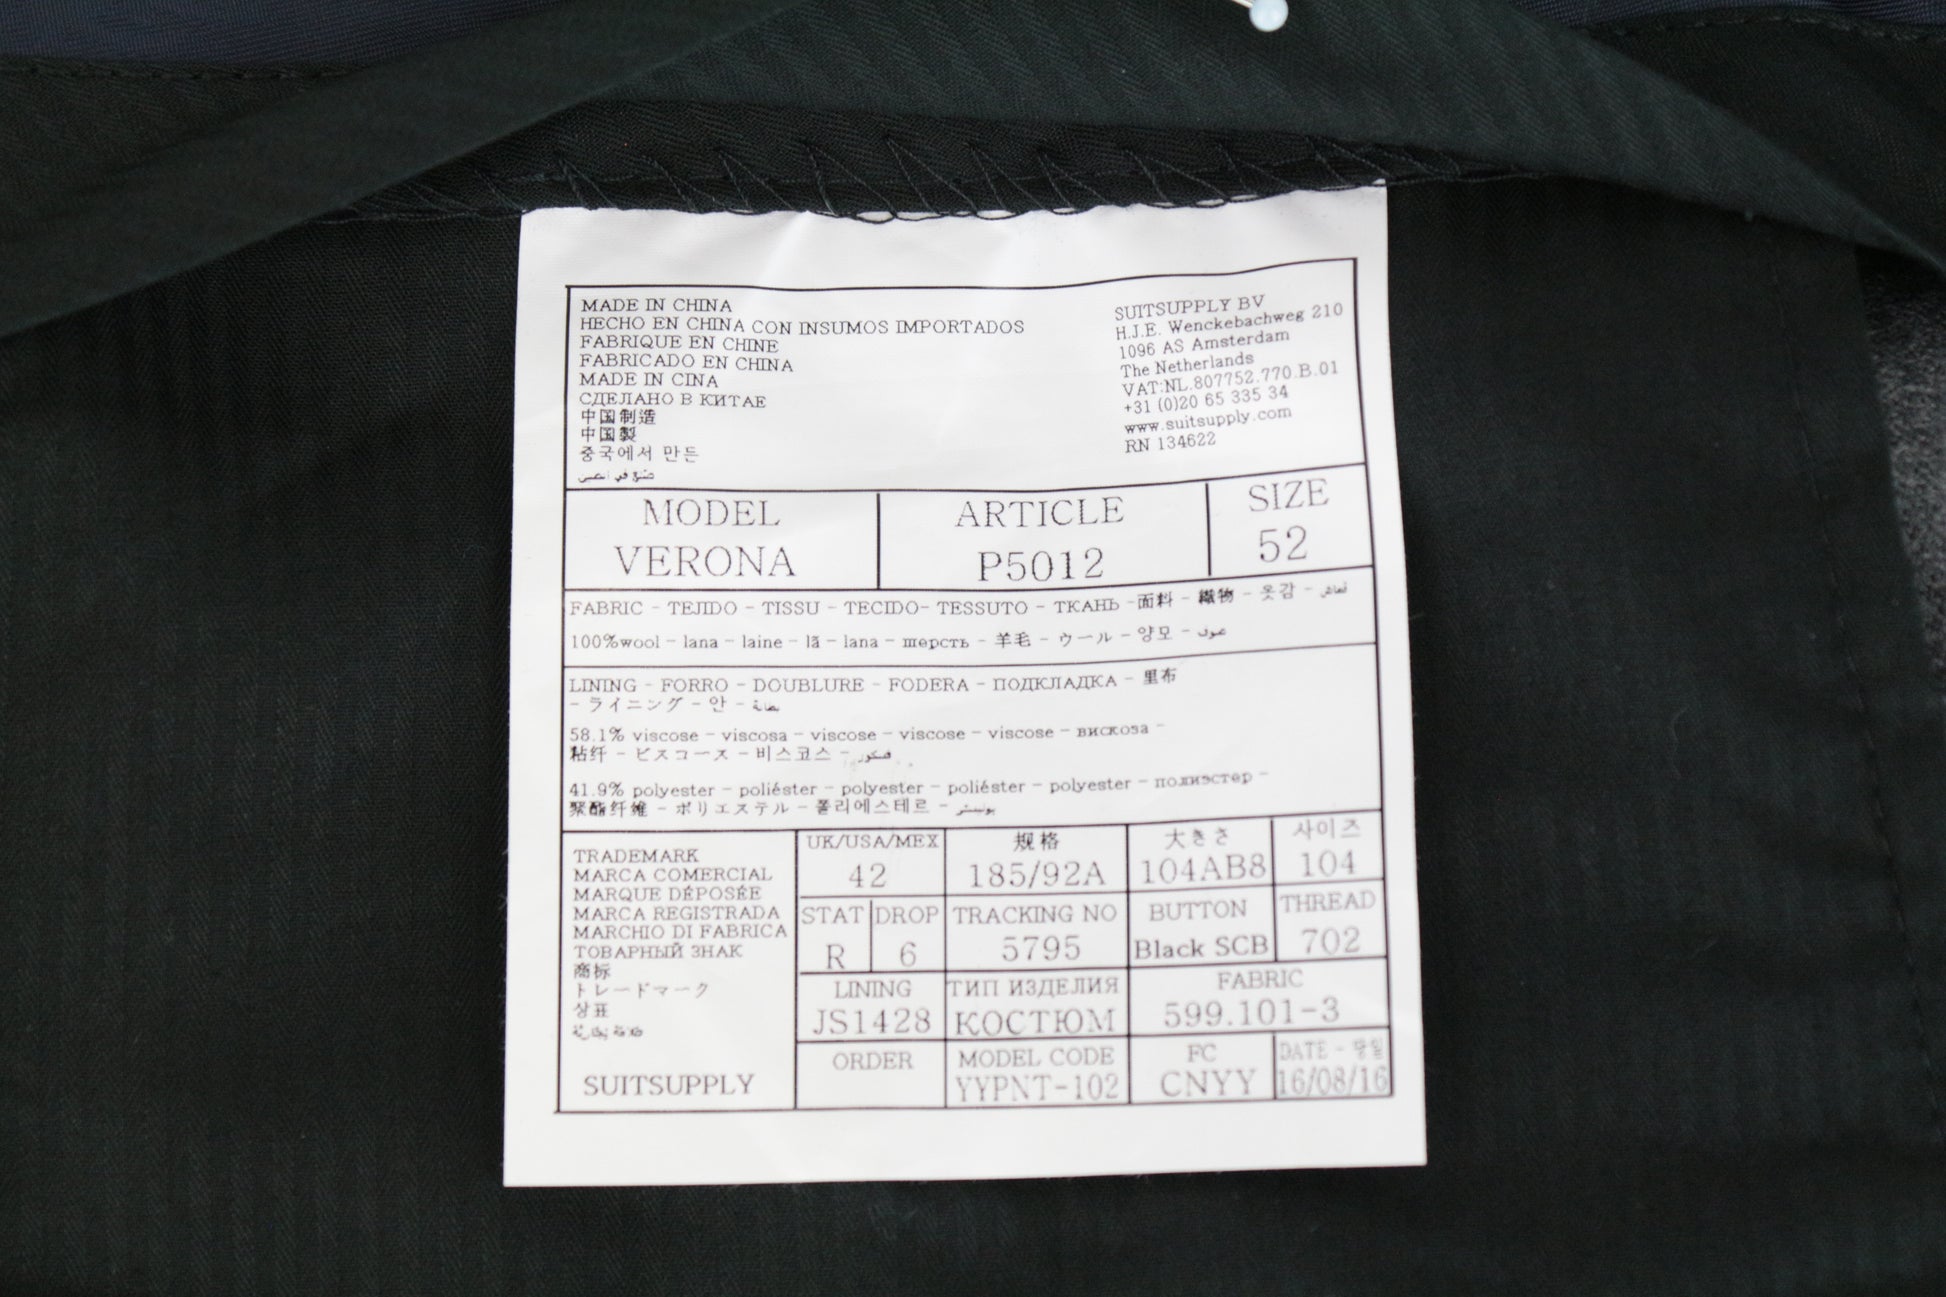 MADE IN CHINA
HECHO EN CHINA CON INSUMOS IMPORTADOS
FABRIQUE EN CHINE
FABRICADO EN CHINA
MADE IN CINA
СДЕЛАНО В КИТАЕ
中国制造
中国製
중국에서 만든
SUITSUPPLY BV
H.J.E. Wenckebachweg 210
1096 AS Amsterdam
The Netherlands
VAT:NL.807752.770.B.01
+31 (0)20 65 335 34
www.suitsupply.com
RN 134622
MODEL
VERONA
ARTICLE
P5012
SIZE
52
FABRIC - TEJIDO - TISSU - TECIDO- TESSUTO - ТКАНЬ -面料 - 織物 - 옷감 - قماش
100%wool - lana - laine - lã - lana - шерсть - 羊毛 - ウール - 양모 - صوف
LINING - FORRO - DOUBLURE - FODERA - ПОДКЛАДКА - 里布
- ライニング - 안 - بطانة
58.1% viscose - viscosa - viscose - viscose - viscose - вискоза -
粘纤 - ビスコース - 비스코스 - فسكوز
41.9% polyester - poliéster - polyester - poliéster - polyester - полиэстер -
聚酯纤维 - ポリエステル - 폴리에스테르 -
TRADEMARK
MARCA COMERCIAL
MARQUE DÉPOSÉE
MARCA REGISTRADA
MARCHIO DI FABRICA
ТОВАРНЫЙ ЗНАК
商标
トレードマーク
상표
علامة تجارية
SUITSUPPLY
UK/USA/MEX
42
规格
185/92A
大きさ
104AB8
사이즈
104
STAT
R
DROP
6
TRACKING NO
5795
BUTTON
Black SCB
THREAD
702
LINING
JS1428
ТИП ИЗДЕЛИЯ
КОСТЮМ
FABRIC
599.101-3
ORDER
MODEL CODE
YYPNT-102
FC
CNYY
DATE -
16/08/16